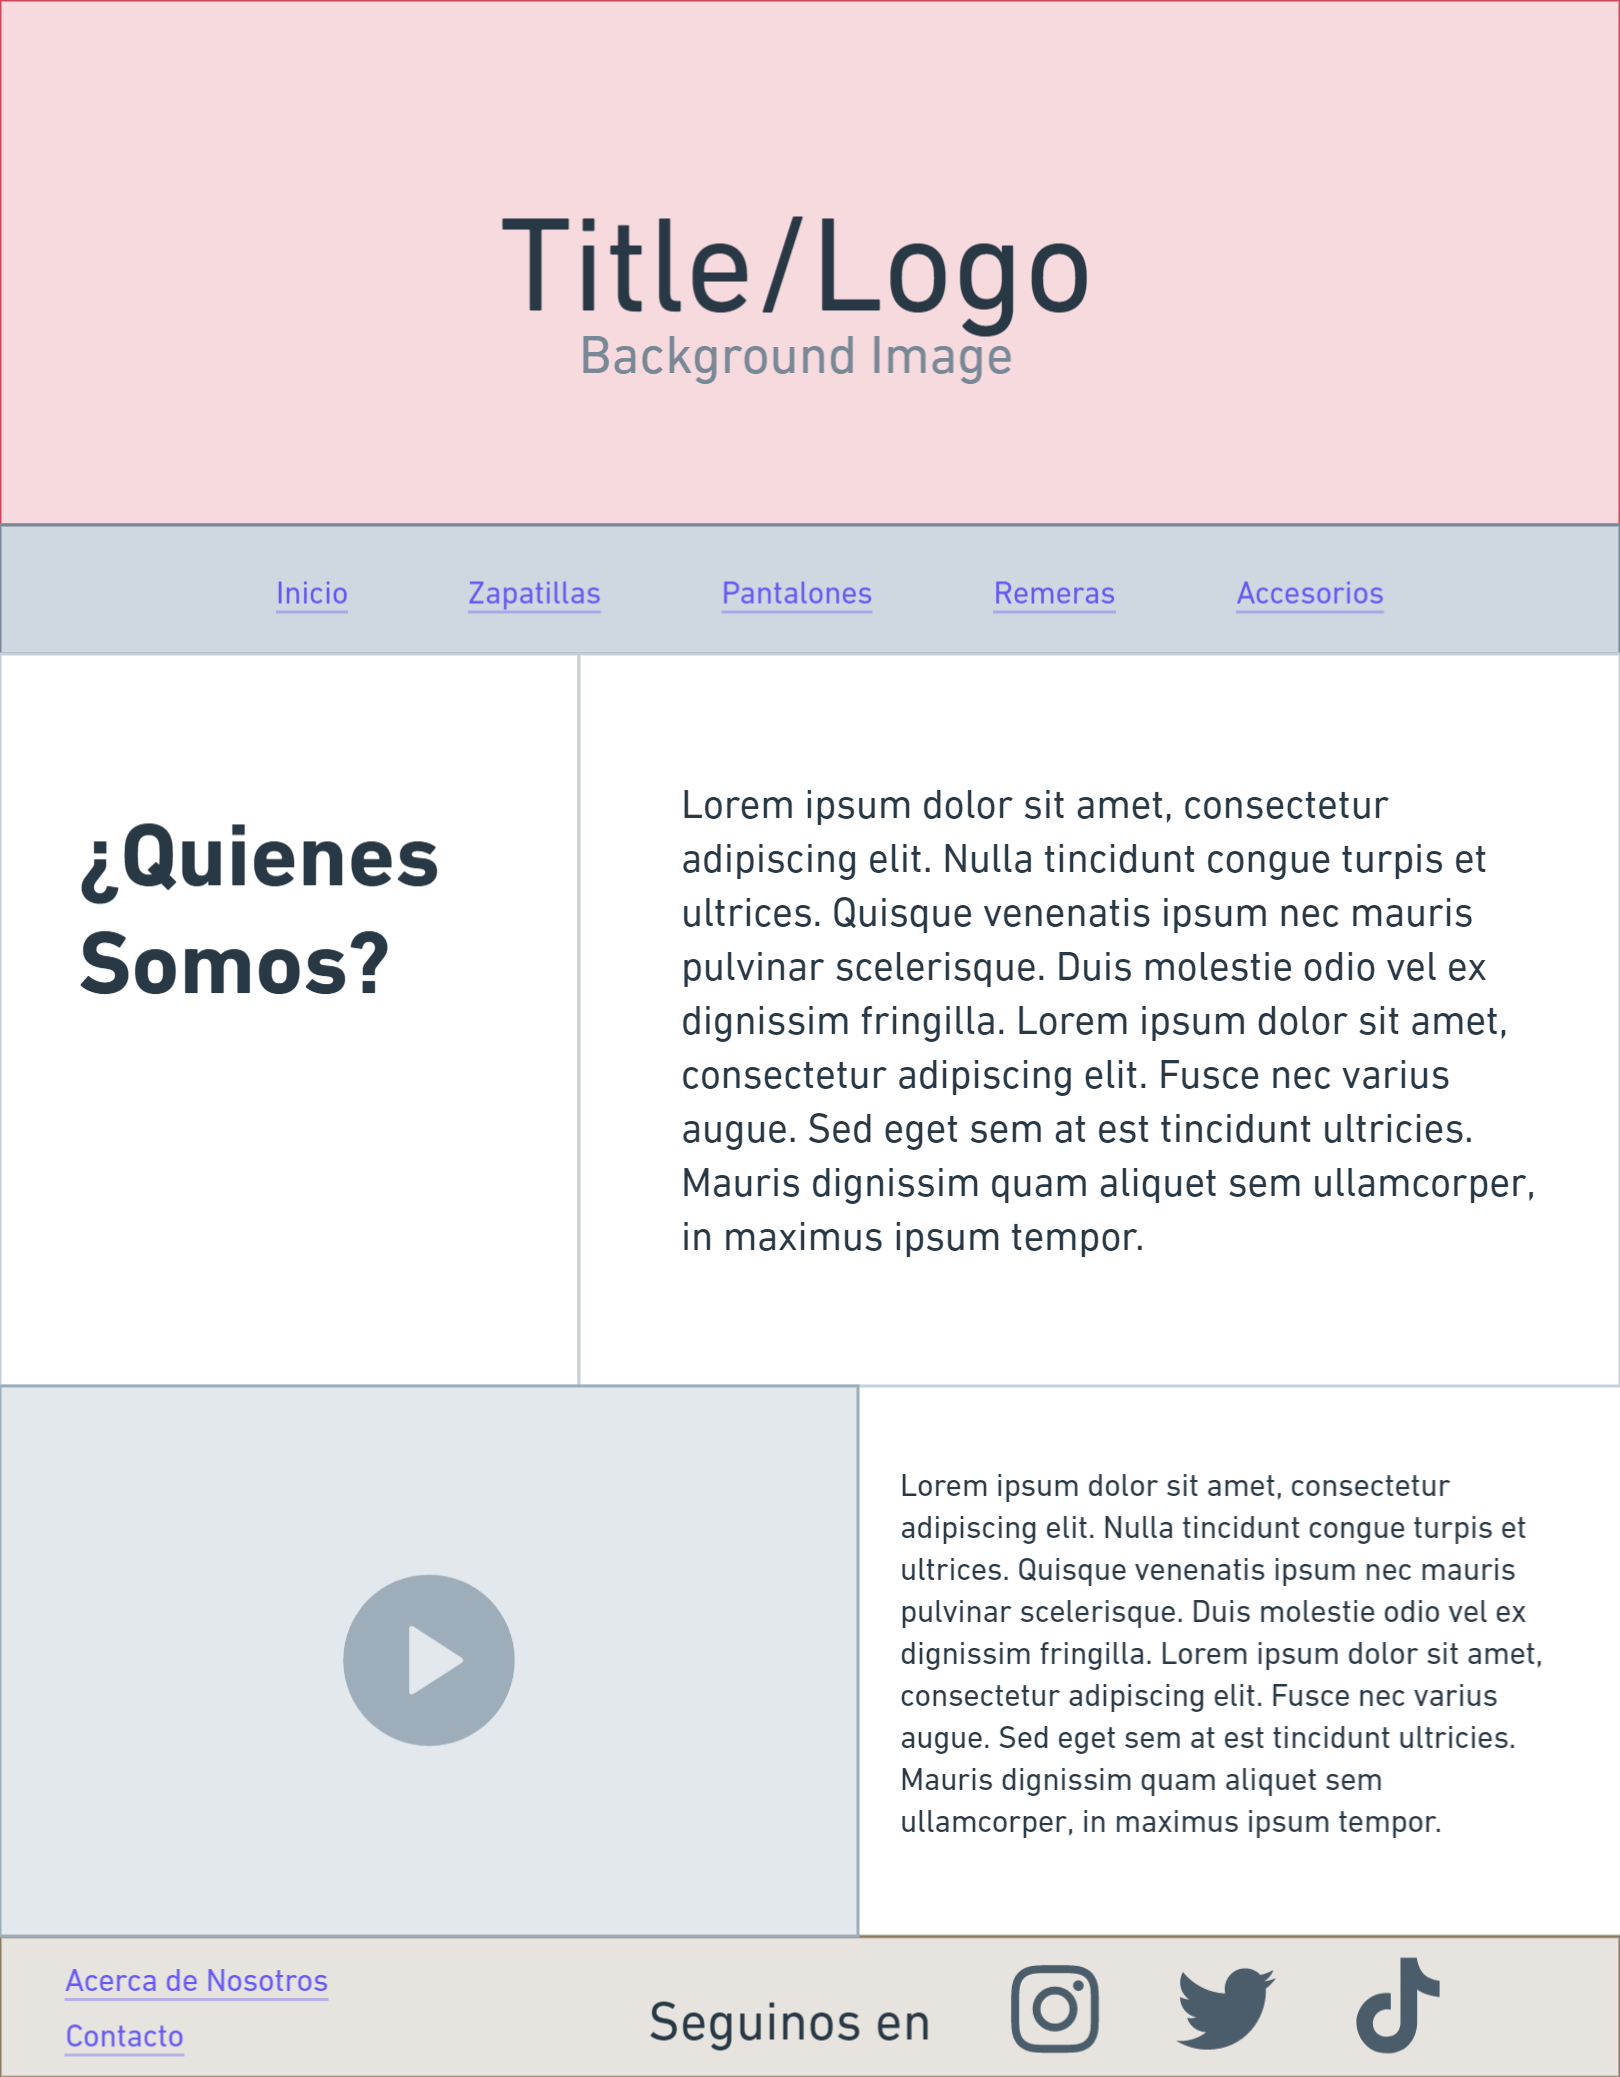 Title/Logo
Background Image
Inicio Zapatillas Pantalones Remeras Accesorios
¿Quienes
Somos?
Lorem ipsum dolor sit amet, consectetur
adipiscing elit. Nulla tincidunt congue turpis et
ultrices. Quisque venenatis ipsum nec mauris
pulvinar scelerisque. Duis molestie odio vel ex
dignissim fringilla. Lorem ipsum dolor sit amet,
consectetur adipiscing elit. Fusce nec varius
augue. Sed eget sem at est tincidunt ultricies.
Mauris dignissim quam aliquet sem ullamcorper,
in maximus ipsum tempor.
Lorem ipsum dolor sit amet, consectetur
adipiscing elit. Nulla tincidunt congue turpis et
ultrices. Quisque venenatis ipsum nec mauris
pulvinar scelerisque. Duis molestie odio vel ex
dignissim fringilla. Lorem ipsum dolor sit amet,
consectetur adipiscing elit. Fusce nec varius
augue. Sed eget sem at est tincidunt ultricies.
Mauris dignissim quam aliquet sem
ullamcorper, in maximus ipsum tempor.
Acerca de Nosotros
Contacto
Seguinos en